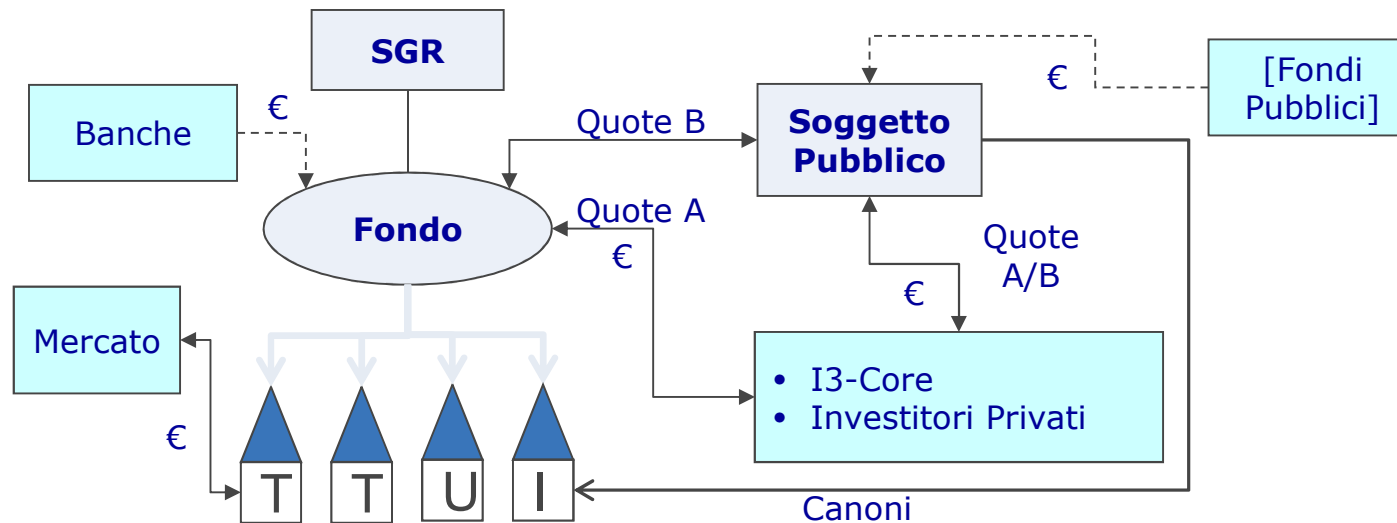 SGR
Banche
€
Quote B
Soggetto
Pubblico
€
[Fondi
Pubblici]
Fondo
Quote A
€
Quote
A/B
€
Mercato
€
• I3-Core
• Investitori Privati
T T U I
Canoni